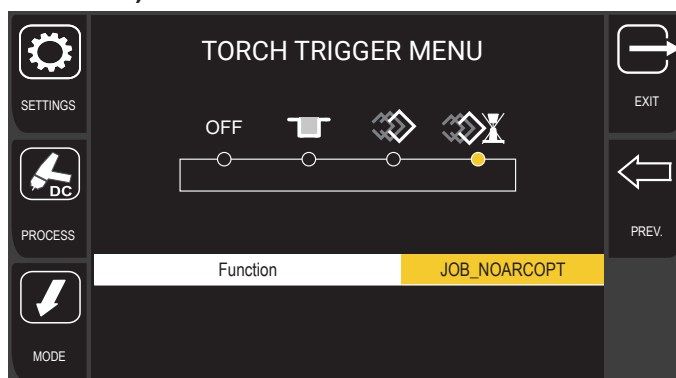 TORCH TRIGGER MENU
SETTINGS
EXIT
OFF
DC
PROCESS
PREV.
Function JOB_NOARCOPT
MODE